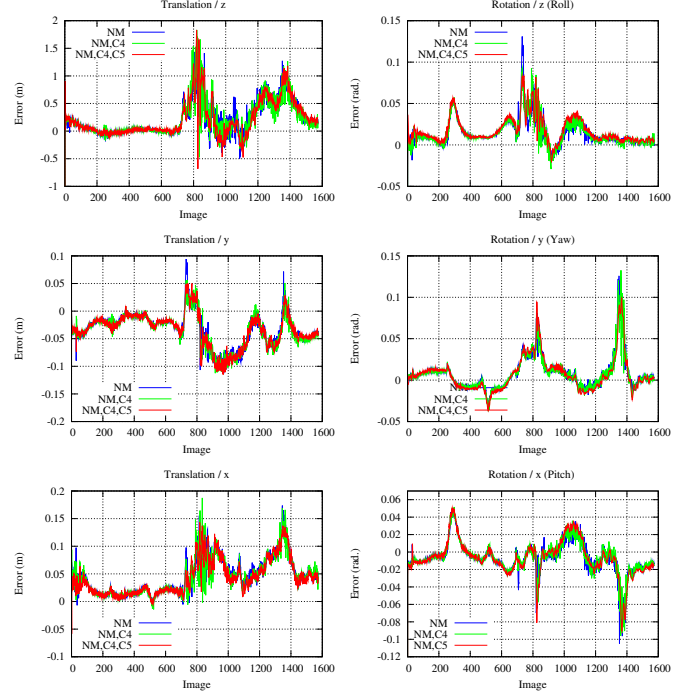 Translation / z
2
1.5
1
0.5
0
-0.5
-1
Error (m)
NM
NM,C4
NM,C4,C5
0 200 400 600 800 1000 1200 1400 1600
Image
Rotation / z (Roll)
0.15
0.1
0.05
0
-0.05
Error (rad.)
NM
NM,C4
NM,C4,C5
0 200 400 600 800 1000 1200 1400 1600
Image
Translation / y
0.1
0.05
0
-0.05
-0.1
-0.15
-0.2
Error (m)
NM
NM,C4
NM,C4,C5
0 200 400 600 800 1000 1200 1400 1600
Image
Rotation / y (Yaw)
0.15
0.1
0.05
0
-0.05
Error (rad.)
NM
NM,C4
NM,C4,C5
0 200 400 600 800 1000 1200 1400 1600
Image
Translation / x
0.2
0.15
0.1
0.05
0
-0.05
-0.1
Error (m)
NM
NM,C4
NM,C4,C5
0 200 400 600 800 1000 1200 1400 1600
Image
Rotation / x (Pitch)
0.06
0.04
0.02
0
-0.02
-0.04
-0.06
-0.08
-0.1
-0.12
Error (rad.)
NM
NM,C4
NM,C5
0 200 400 600 800 1000 1200 1400 1600
Image